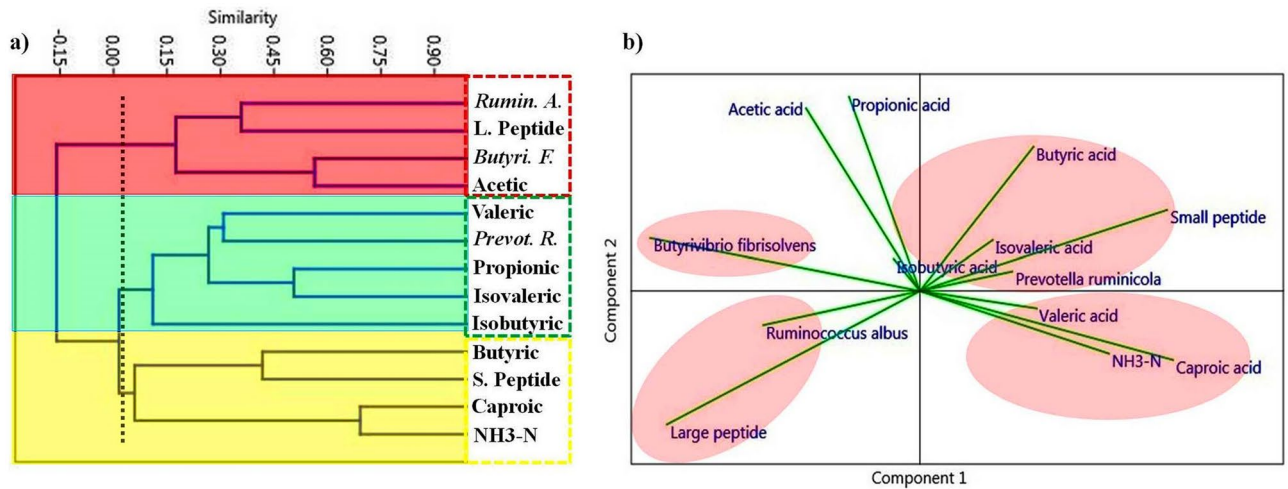 a)
Similarity
-0.15
0.00
0.15
0.30
0.45
0.60
0.75
0.90
Rumin. A.
L. Peptide
Butyri. F.
Acetic
Valeric
Prevot. R.
Propionic
Isovaleric
Isobutyric
Butyric
S. Peptide
Caproic
NH3-N
b)
Component 2
Acetic acid
Propionic acid
Butyric acid
Small peptide
Butyrivibrio fibrisolvens
Isovaleric acid
Isobutyric acid
Prevotella ruminicola
Valeric acid
Ruminococcus albus
NH3-N
Caproic acid
Large peptide
Component 1